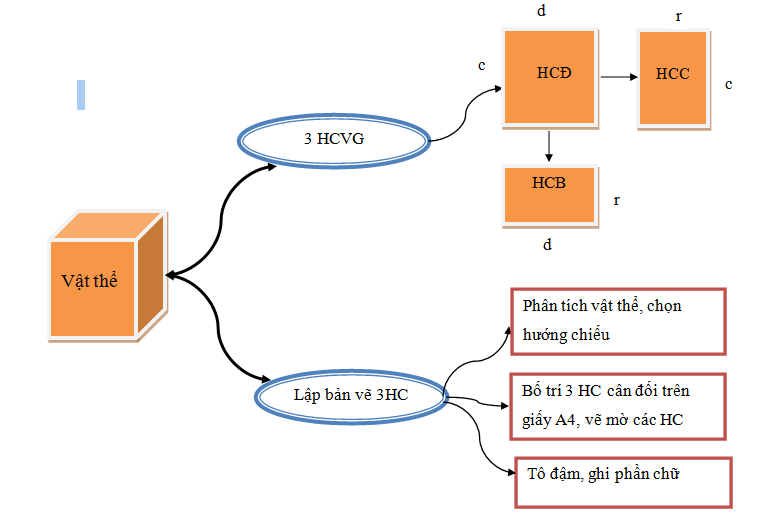 d
r
c
HCĐ
HCC
c
3 HCVG
HCB
r
d
Vật thể
Phân tích vật thể, chọn
hướng chiếu
Lập bản vẽ 3HC
Bố trí 3 HC cân đối trên
giấy A4, vẽ mờ các HC
Tô đậm, ghi phần chữ